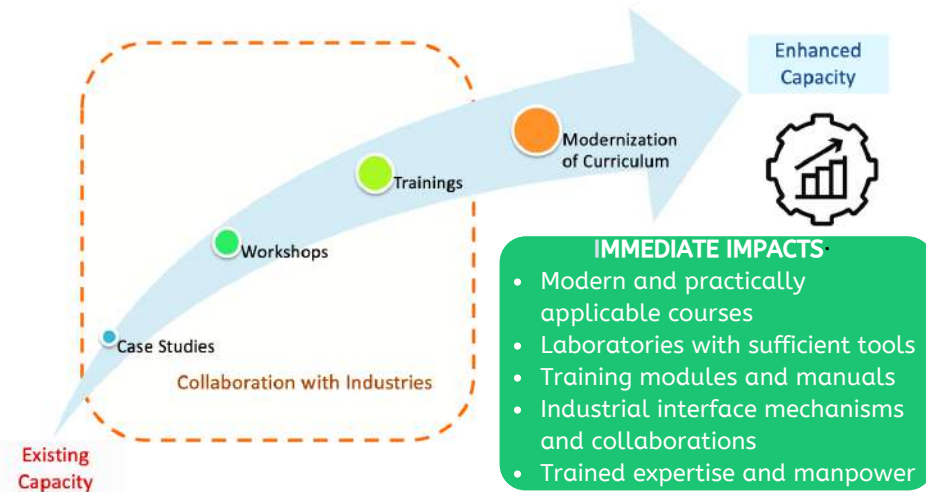 Enhanced
Capacity
Modernization
of Curriculum
Trainings
Workshops
Case Studies
Collaboration with Industries
Existing
Capacity
IMMEDIATE IMPACTS
• Modern and practically
applicable courses
• Laboratories with sufficient tools
• Training modules and manuals
• Industrial interface mechanisms
and collaborations
• Trained expertise and manpower